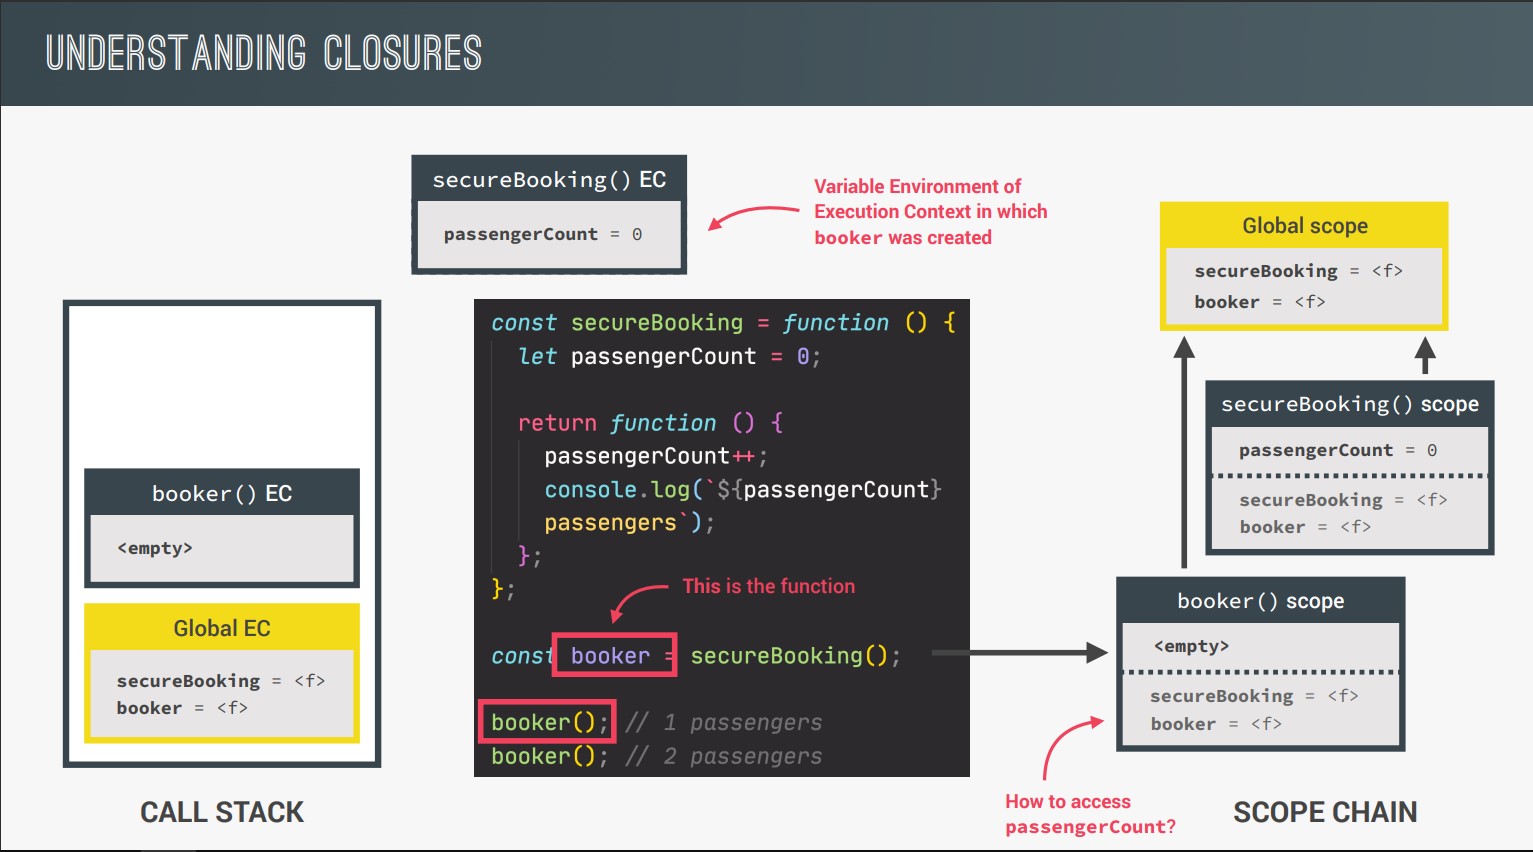 UNDERSTANDING CLOSURES
secureBooking() EC
passengerCount = 0
Variable Environment of
Execution Context in which
booker was created
booker() EC
<empty>
Global EC
secureBooking = <f>
booker = <f>
CALL STACK
const secureBooking = function () {
let passengerCount = 0;
return function () {
passengerCount++;
console.log(`${passengerCount}
passengers`);
};
};
This is the function
const booker = secureBooking();
booker(); // 1 passengers
booker(); // 2 passengers
Global scope
secureBooking = <f>
booker = <f>
secureBooking() scope
passengerCount = 0
secureBooking = <f>
booker = <f>
booker() scope
<empty>
secureBooking = <f>
booker = <f>
How to access
passengerCount?
SCOPE CHAIN